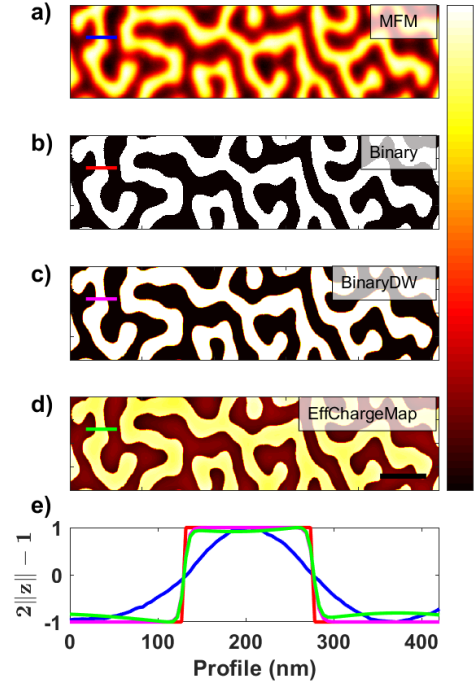 a)
MFM
b)
Binary
c)
BinaryDW
d)
EffChargeMap
e)
2||z|| − 1
1
0
-1
0 100 200 300 400
Profile (nm)